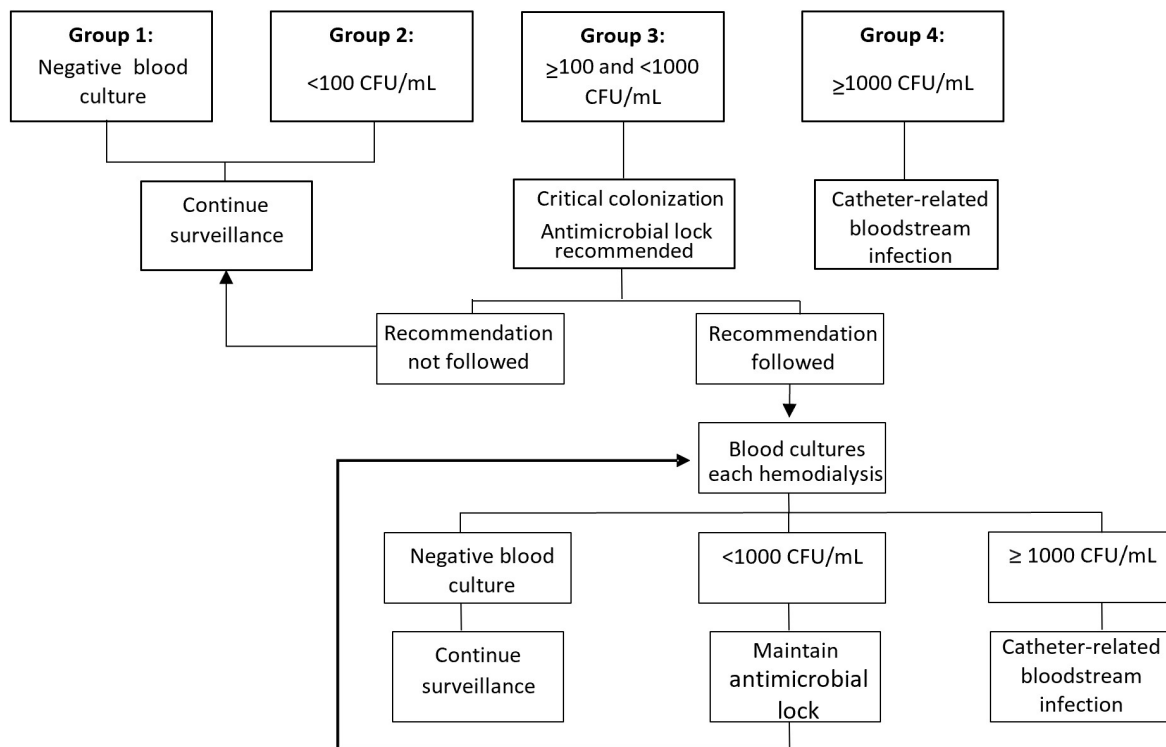 Group 1:
Negative blood
culture
Group 2:
<100 CFU/mL
Group 3:
≥100 and <1000
CFU/mL
Group 4:
≥1000 CFU/mL
Continue
surveillance
Critical colonization
Antimicrobial lock
recommended
Catheter-related
bloodstream
infection
Recommendation
not followed
Recommendation
followed
Blood cultures
each hemodialysis
Negative blood
culture
<1000 CFU/mL
≥ 1000 CFU/mL
Continue
surveillance
Maintain
antimicrobial
lock
Catheter-related
bloodstream
infection